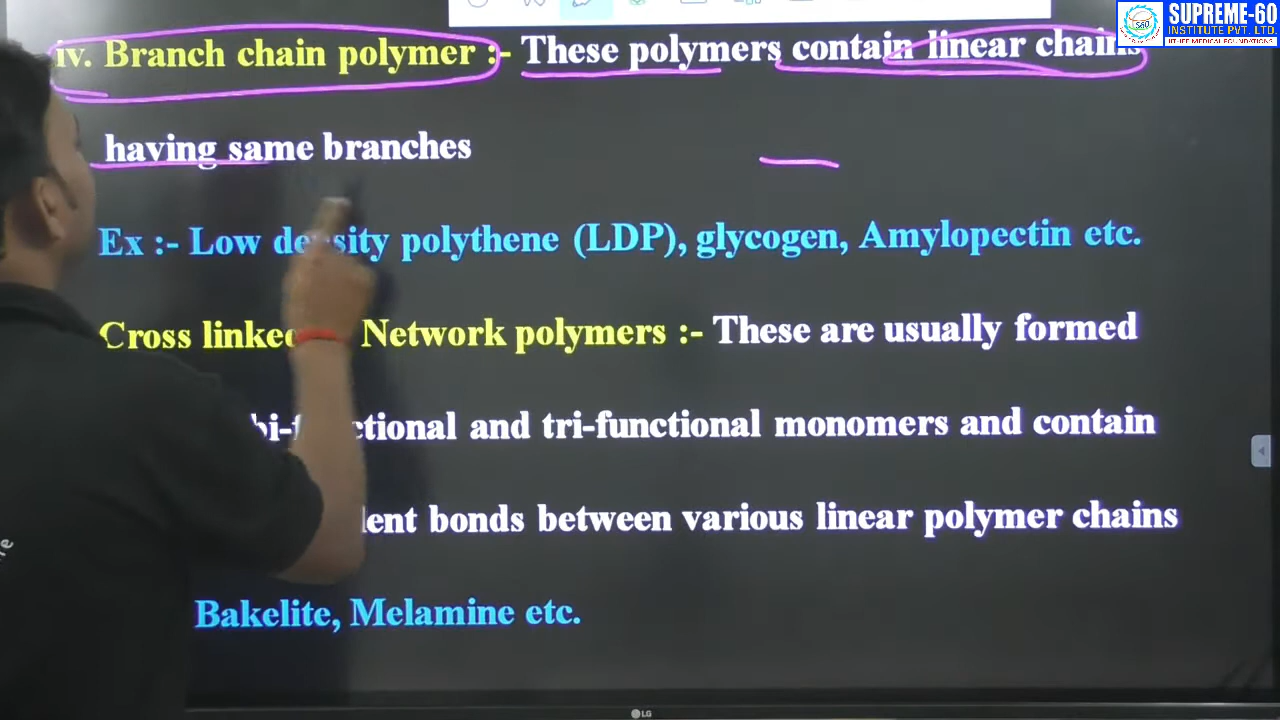 SUPREME-60
INSTITUTE PVT. LTD
iv. Branch chain polymer :- These polymers contain linear chains
having same branches
Ex :- Low density polythene (LDP), glycogen, Amylopectin etc.
Cross linked Network polymers :- These are usually formed
bi-functional and tri-functional monomers and contain
bonds between various linear polymer chains
Bakelite, Melamine etc.
LG